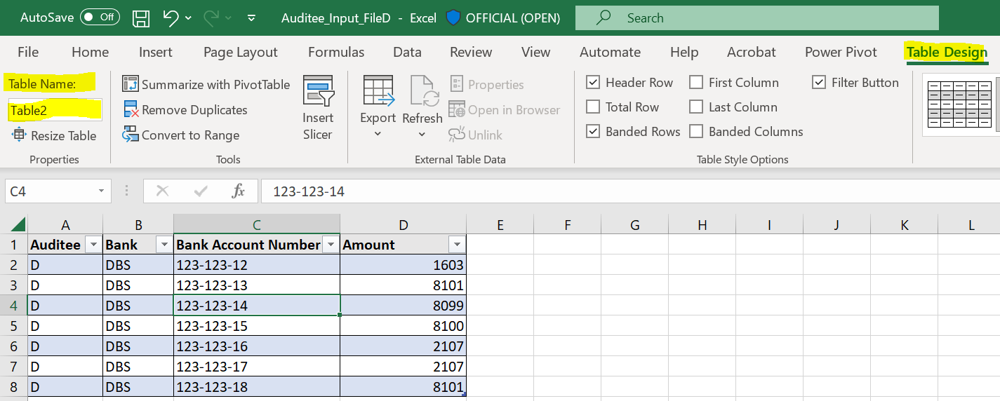 AutoSave Off Auditee_Input_FileD - Excel OFFICIAL (OPEN) Search
File Home Insert Page Layout Formulas Data Review View Automate Help Acrobat Power Pivot Table Design
Table Name:
Table2
Resize Table
Properties
Summarize with PivotTable
Remove Duplicates
Convert to Range
Insert
Slicer
Tools
Export
Refresh
Properties
Open in Browser
Unlink
External Table Data
Header Row First Column Filter Button
Total Row Last Column
Banded Rows Banded Columns
Table Style Options
C4 fx 123-123-14
A B C D E F G H I J K L
1 Auditee Bank Bank Account Number Amount
2 D DBS 123-123-12 1603
3 D DBS 123-123-13 8101
4 D DBS 123-123-14 8099
5 D DBS 123-123-15 8100
6 D DBS 123-123-16 2107
7 D DBS 123-123-17 2107
8 D DBS 123-123-18 8101